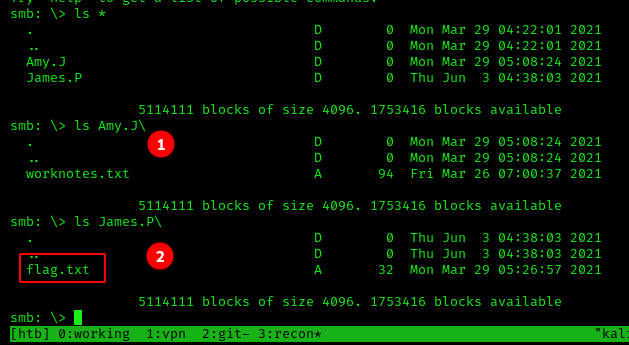 Try "help" to get a list of possible commands.
smb: \> ls *
. D 0 Mon Mar 29 04:22:01 2021
.. D 0 Mon Mar 29 04:22:01 2021
Amy.J D 0 Mon Mar 29 05:08:24 2021
James.P D 0 Thu Jun 3 04:38:03 2021
5114111 blocks of size 4096. 1753416 blocks available
smb: \> ls Amy.J\
1
. D 0 Mon Mar 29 05:08:24 2021
.. D 0 Mon Mar 29 05:08:24 2021
worknotes.txt A 94 Fri Mar 26 07:00:37 2021
5114111 blocks of size 4096. 1753416 blocks available
smb: \> ls James.P\
2
. D 0 Thu Jun 3 04:38:03 2021
.. D 0 Thu Jun 3 04:38:03 2021
flag.txt A 32 Mon Mar 29 05:26:57 2021
5114111 blocks of size 4096. 1753416 blocks available
smb: \>
[htb] 0:working 1:vpn 2:git- 3:recon* "kali